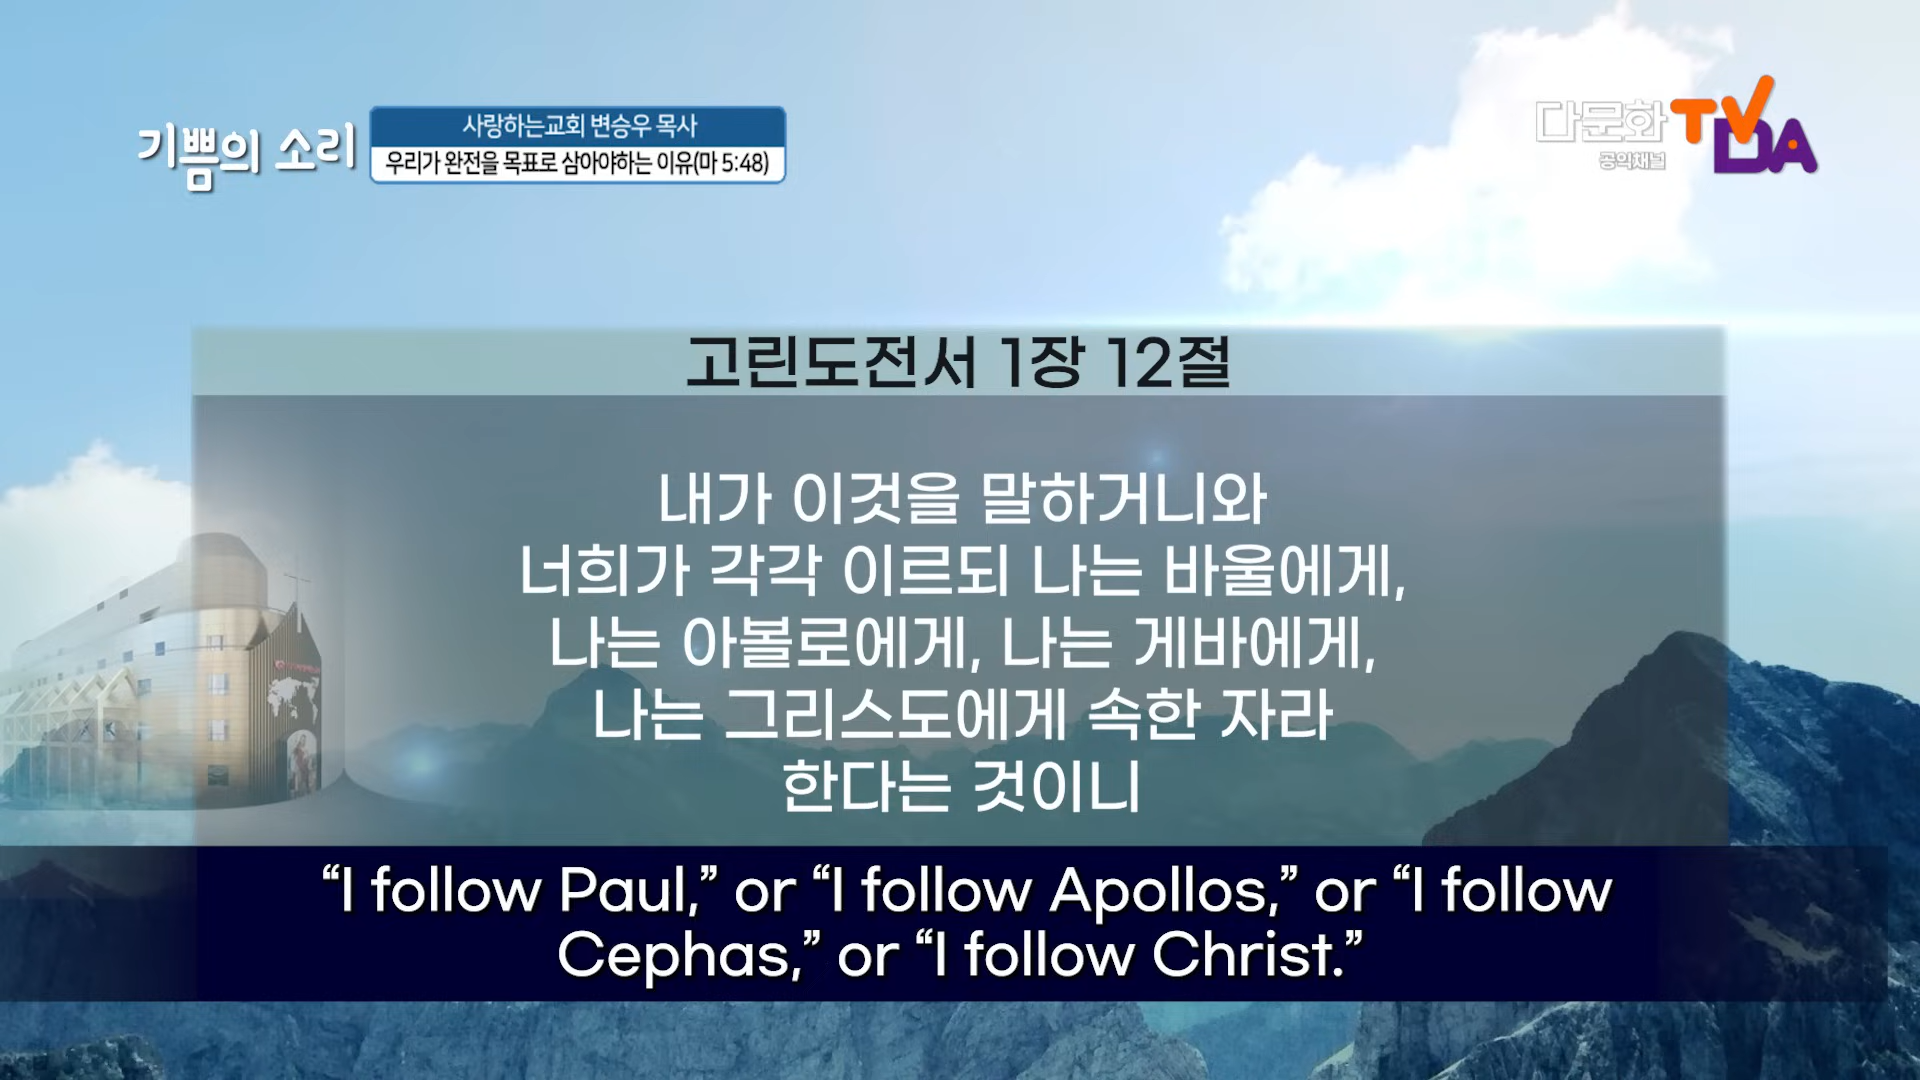 기쁨의 소리
사랑하는교회 변승우 목사
우리가 완전을 목표로 삼아야하는 이유(마 5:48)
다문화 TV
공익채널 DA
고린도전서 1장 12절
내가 이것을 말하거니와
너희가 각각 이르되 나는 바울에게,
나는 아볼로에게, 나는 게바에게,
나는 그리스도에게 속한 자라
한다는 것이니
“I follow Paul,” or “I follow Apollos,” or “I follow
Cephas,” or “I follow Christ.”